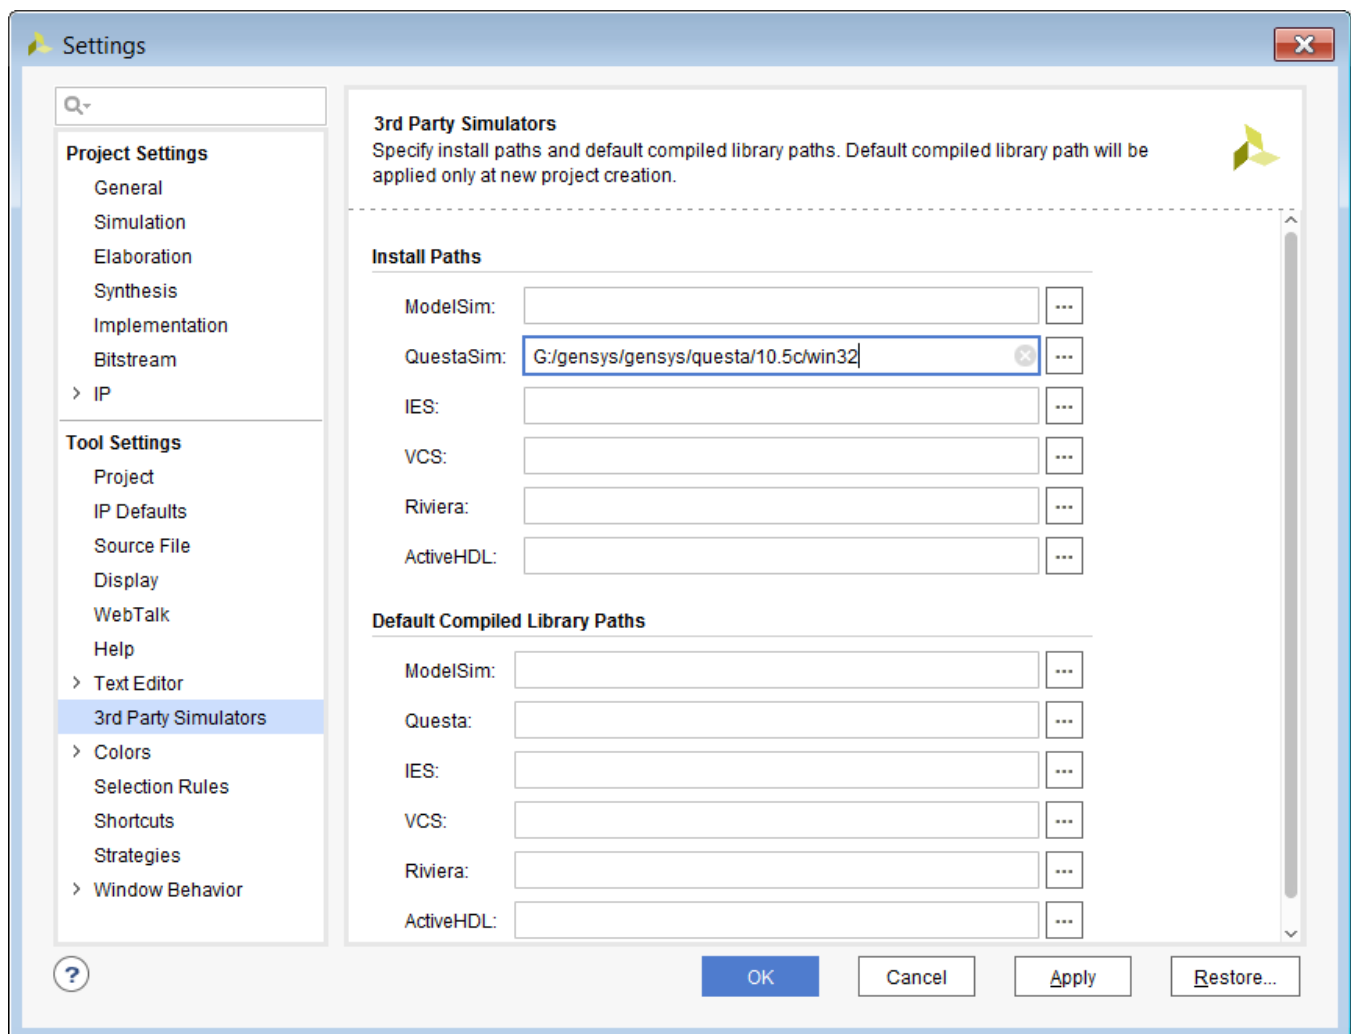 Settings
Project Settings
General
Simulation
Elaboration
Synthesis
Implementation
Bitstream
IP
Tool Settings
Project
IP Defaults
Source File
Display
WebTalk
Help
Text Editor
3rd Party Simulators
Colors
Selection Rules
Shortcuts
Strategies
Window Behavior
3rd Party Simulators
Specify install paths and default compiled library paths. Default compiled library path will be
applied only at new project creation.
Install Paths
ModelSim:
...
QuestaSim: G:/gensys/gensys/questa/10.5c/win32
...
IES:
...
VCS:
...
Riviera:
...
ActiveHDL:
...
Default Compiled Library Paths
ModelSim:
...
Questa:
...
IES:
...
VCS:
...
Riviera:
...
ActiveHDL:
...
?
OK
Cancel
Apply
Restore...